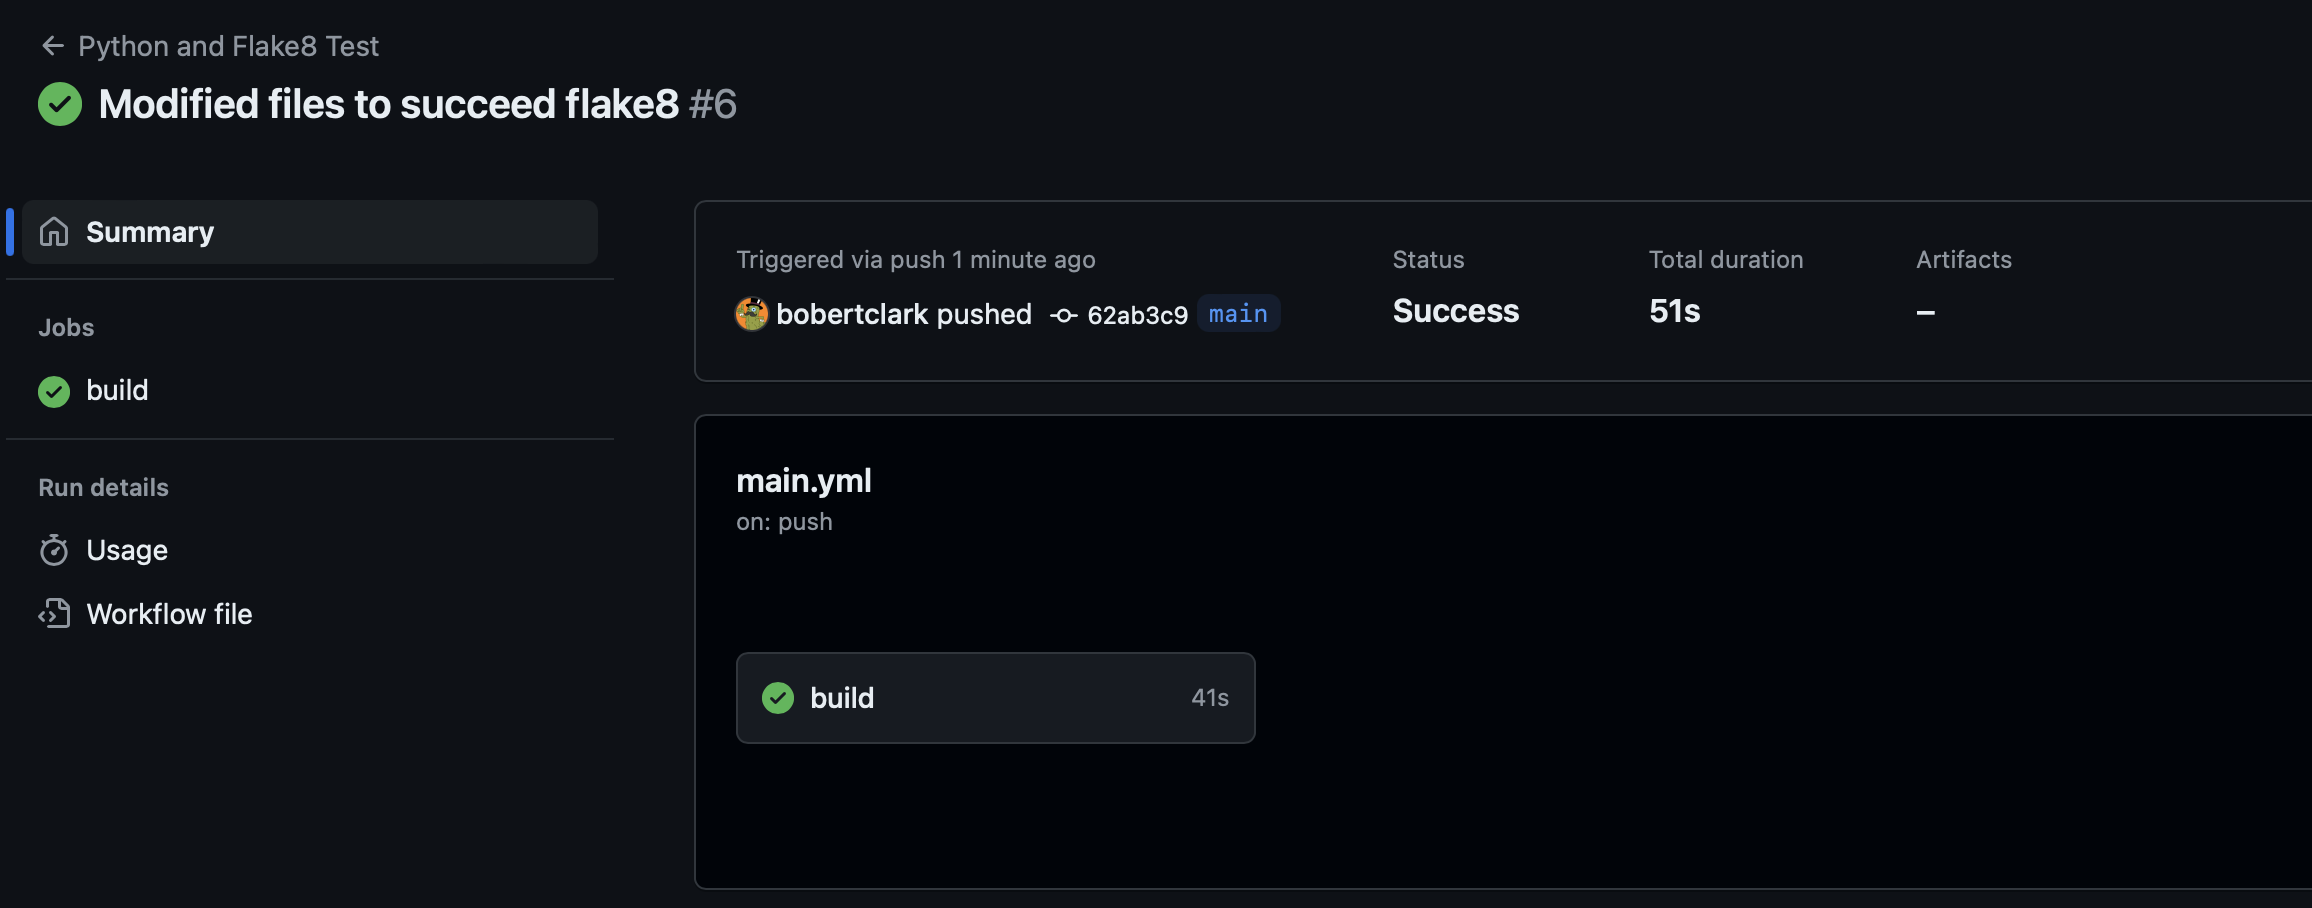 Python and Flake8 Test
Modified files to succeed flake8 #6
Summary
Jobs
build
Run details
Usage
Workflow file
Triggered via push 1 minute ago
bobertclark pushed 62ab3c9 main
Status
Success
Total duration
51s
Artifacts
–
main.yml
on: push
build 41s